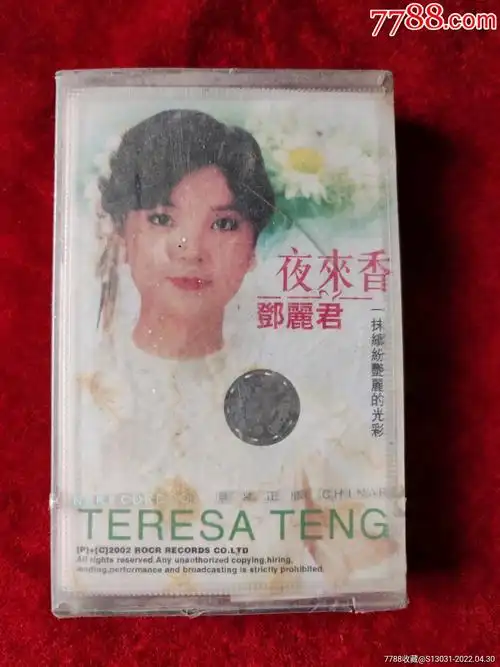 7788.com
夜來香
鄧麗君
一抹繽紛艷麗的光彩
TERESA TENG
[P]+[C]2002 ROCR RECORDS CO.LTD
All rights reserved.Any unauthorized copying,hiring,
lending,performance and broadcasting is strictly prohibited.
7788收藏@S13031-2022.04.30